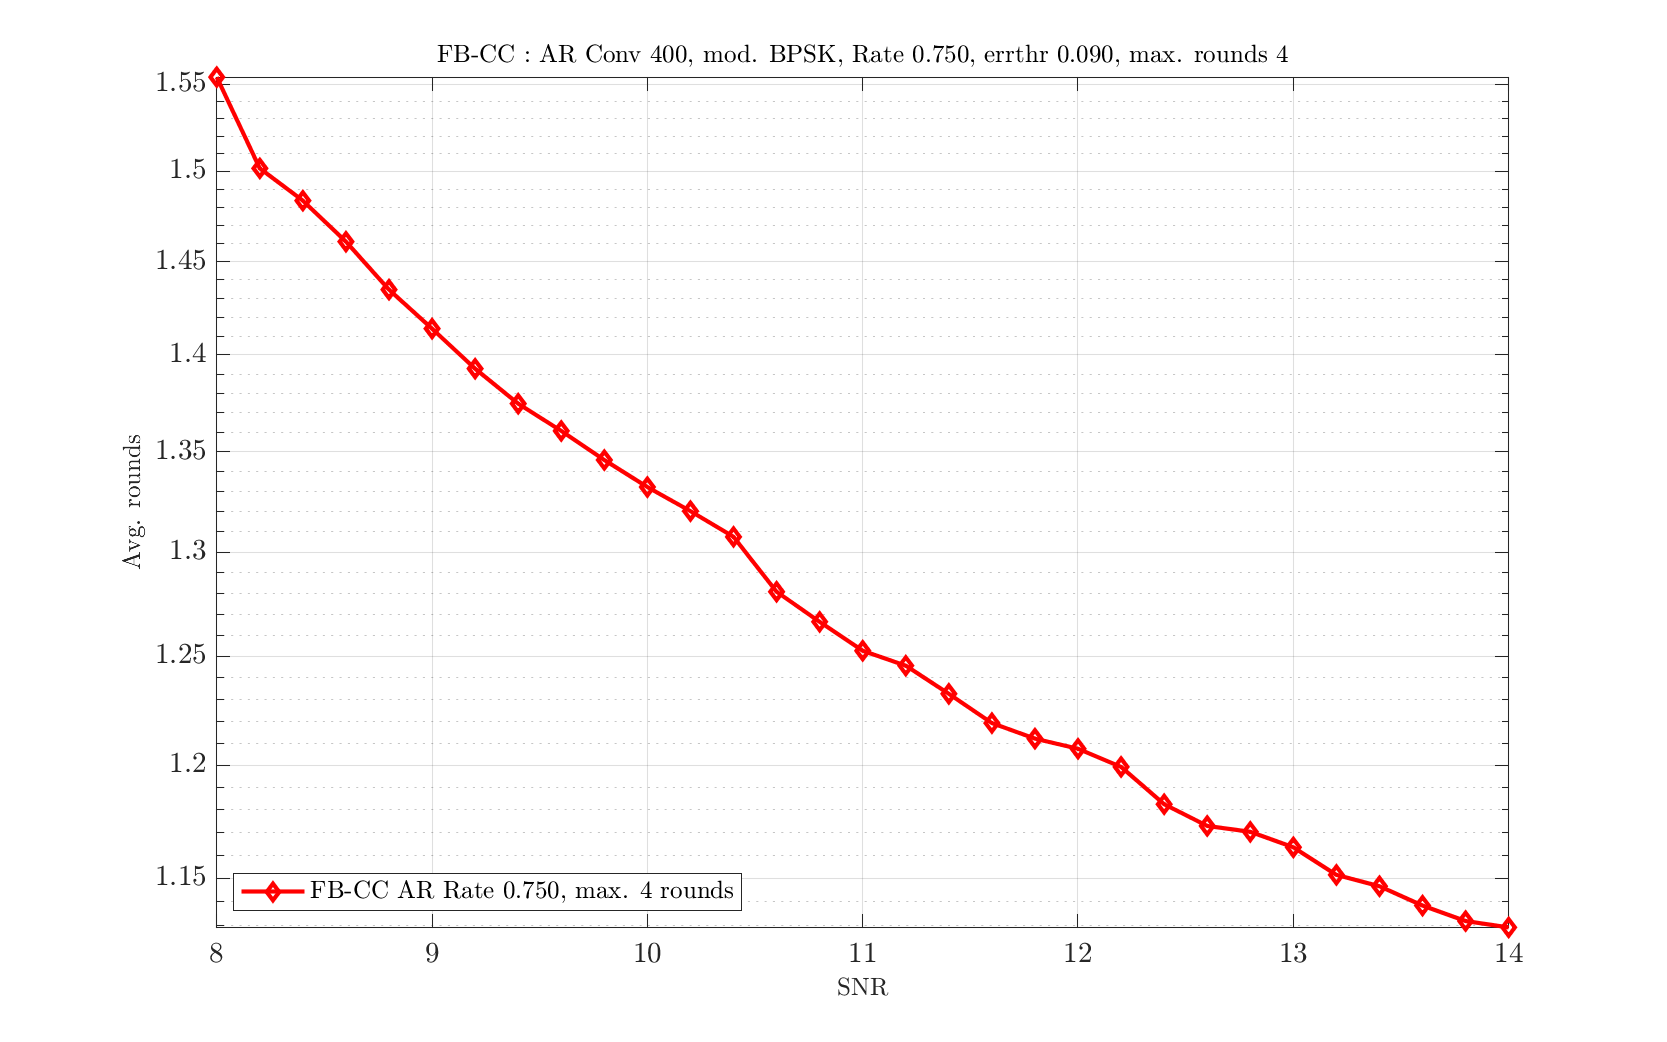 FB-CC : AR Conv 400, mod. BPSK, Rate 0.750, errthr 0.090, max. rounds 4
1.55
1.5
1.45
1.4
1.35
1.3
1.25
1.2
1.15
Avg. rounds
FB-CC AR Rate 0.750, max. 4 rounds
8 9 10 11 12 13 14
SNR